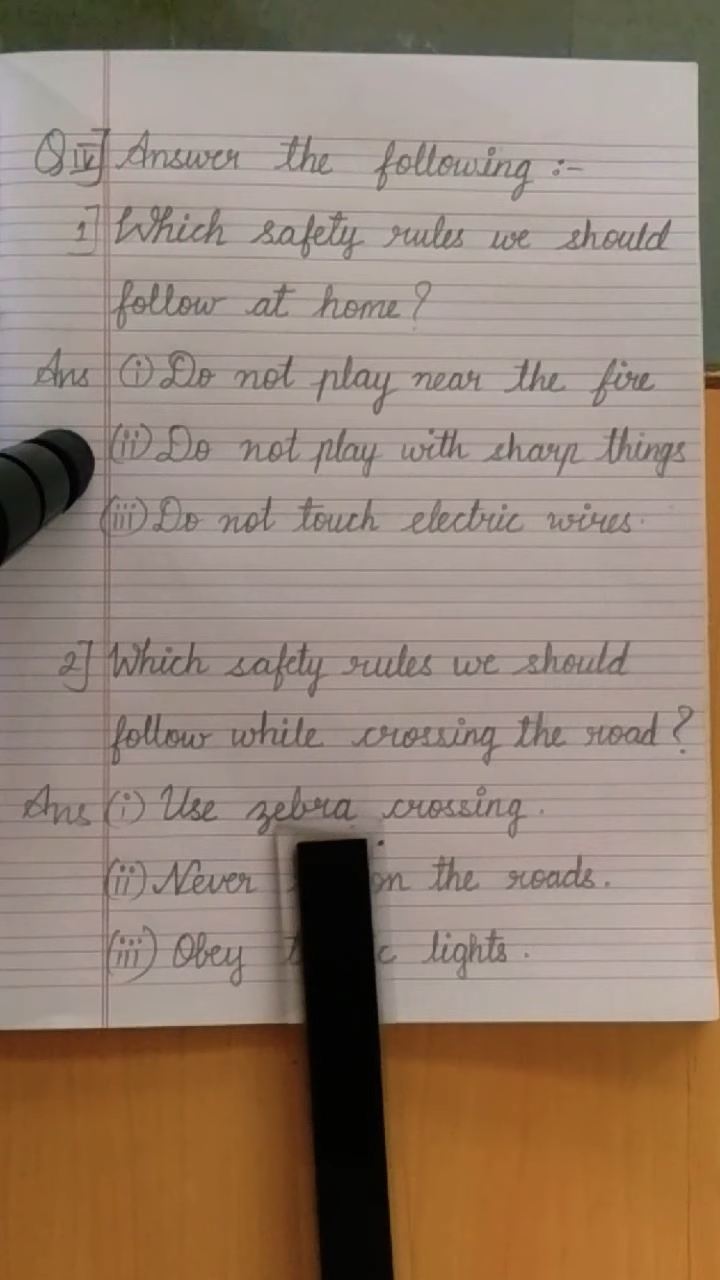 Q IV] Answer the following :-
1] Which safety rules we should
follow at home?
Ans (i) Do not play near the fire
(ii) Do not play with sharp things
(iii) Do not touch electric wires.
2] Which safety rules we should
follow while crossing the road?
Ans (i) Use zebra crossing.
(ii) Never on the roads.
(iii) Obey lights.